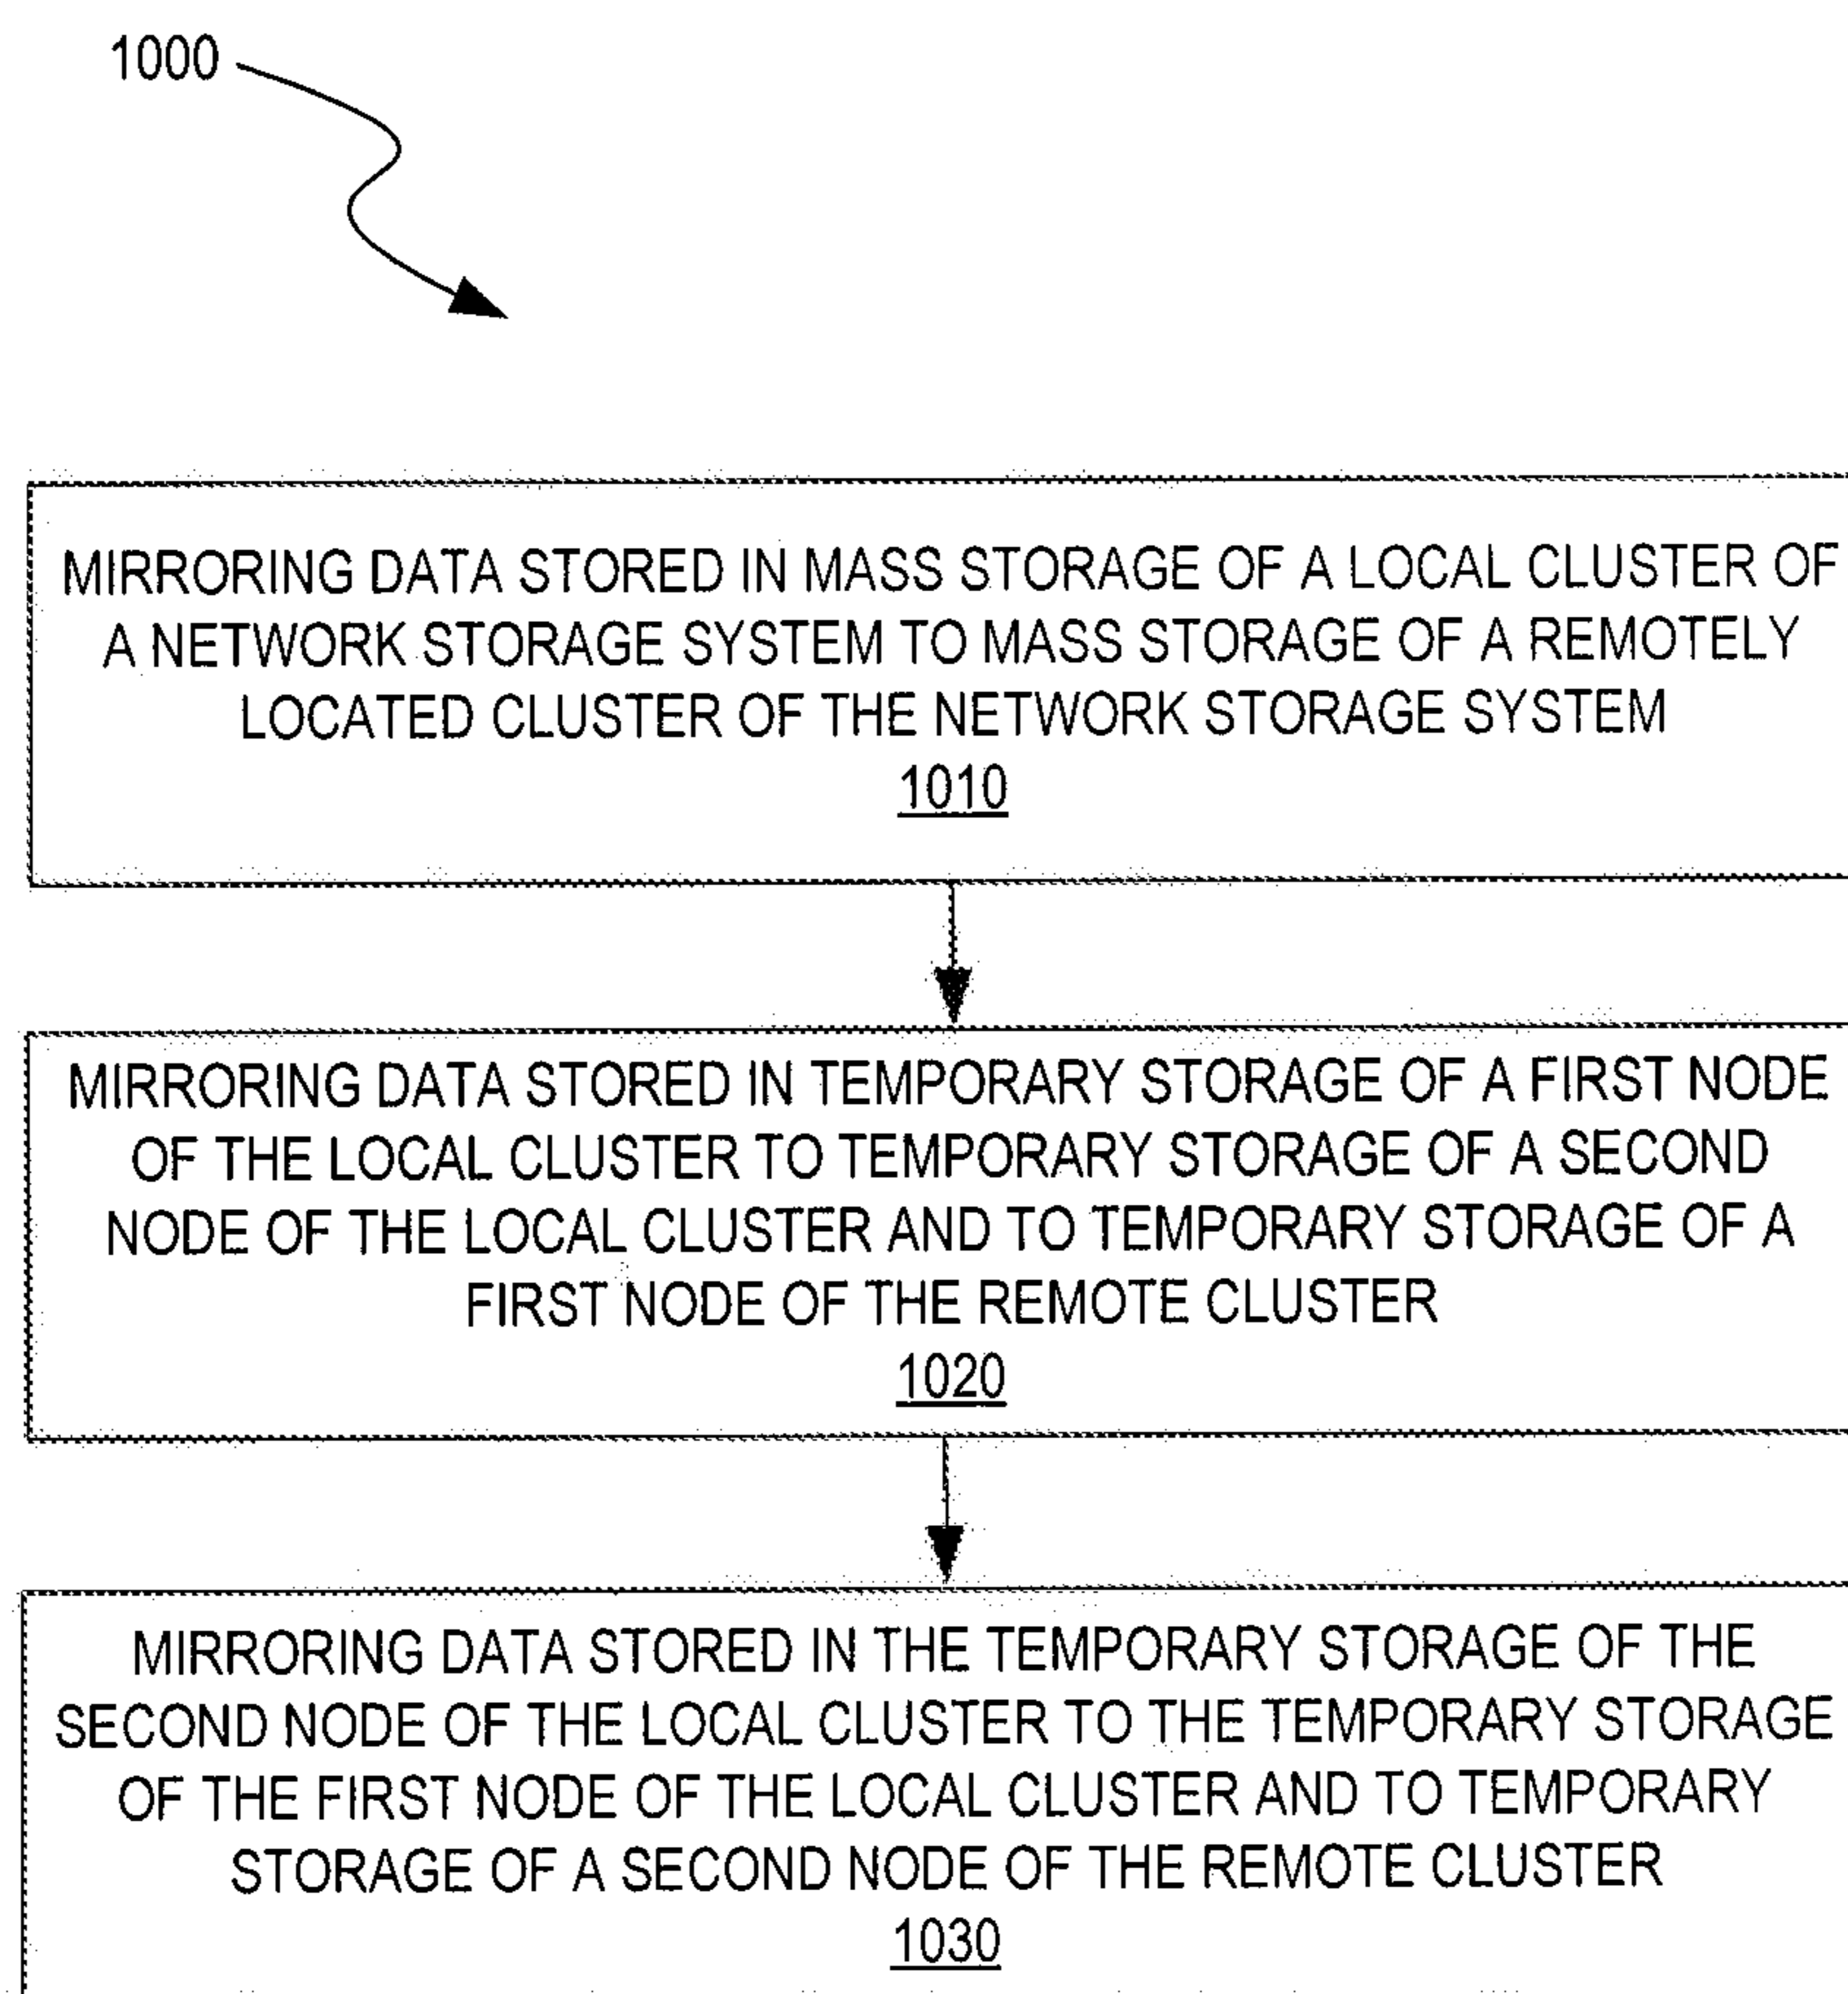 1000
MIRRORING DATA STORED IN MASS STORAGE OF A LOCAL CLUSTER OF
A NETWORK STORAGE SYSTEM TO MASS STORAGE OF A REMOTELY
LOCATED CLUSTER OF THE NETWORK STORAGE SYSTEM
1010
MIRRORING DATA STORED IN TEMPORARY STORAGE OF A FIRST NODE
OF THE LOCAL CLUSTER TO TEMPORARY STORAGE OF A SECOND
NODE OF THE LOCAL CLUSTER AND TO TEMPORARY STORAGE OF A
FIRST NODE OF THE REMOTE CLUSTER
1020
MIRRORING DATA STORED IN THE TEMPORARY STORAGE OF THE
SECOND NODE OF THE LOCAL CLUSTER TO THE TEMPORARY STORAGE
OF THE FIRST NODE OF THE LOCAL CLUSTER AND TO TEMPORARY
STORAGE OF A SECOND NODE OF THE REMOTE CLUSTER
1030